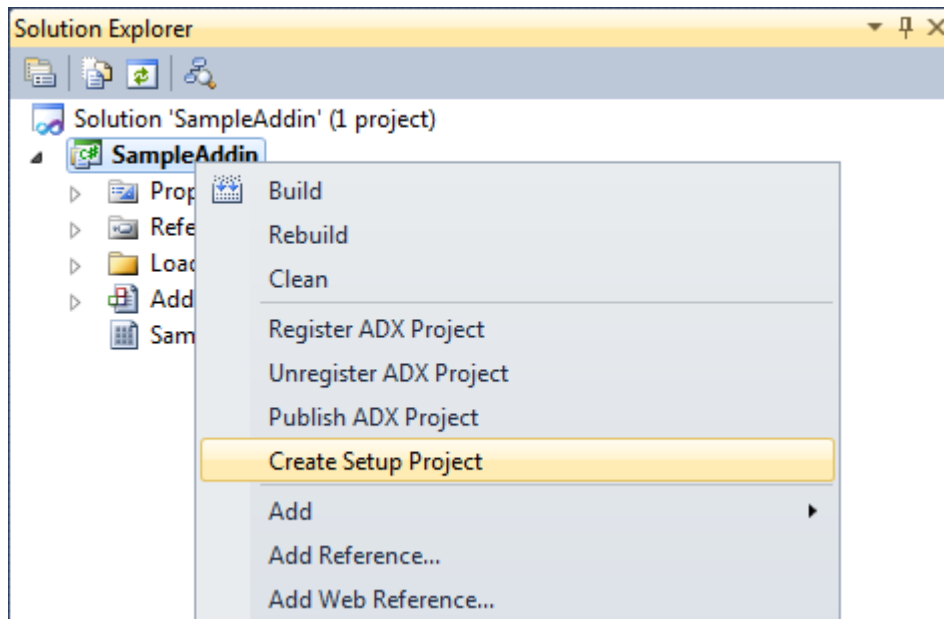 Solution Explorer
Solution 'SampleAddin' (1 project)
SampleAddin
Prop
Refe
Load
Add
Sam
Build
Rebuild
Clean
Register ADX Project
Unregister ADX Project
Publish ADX Project
Create Setup Project
Add
Add Reference...
Add Web Reference...